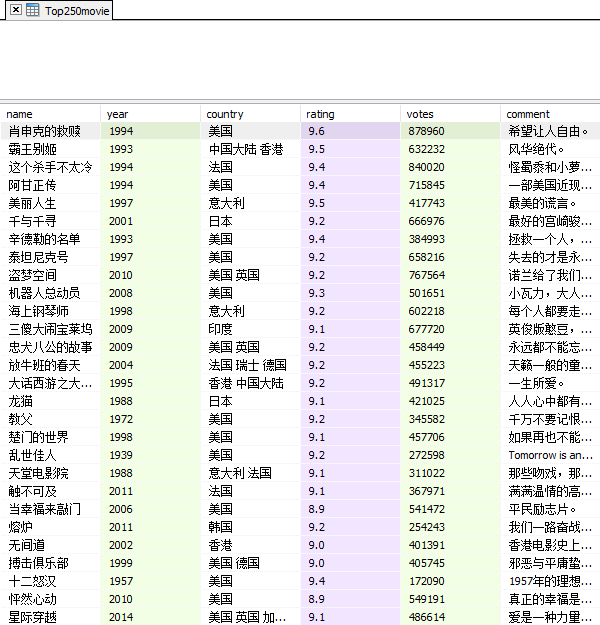 Top250movie
name year country rating votes comment
肖申克的救赎 1994 美国 9.6 878960 希望让人自由。
霸王别姬 1993 中国大陆 香港 9.5 632232 风华绝代。
这个杀手不太冷 1994 法国 9.4 840020 怪蜀黍和小萝...
阿甘正传 1994 美国 9.4 715845 一部美国近现...
美丽人生 1997 意大利 9.5 417743 最美的谎言。
千与千寻 2001 日本 9.2 666976 最好的宫崎骏...
辛德勒的名单 1993 美国 9.4 384993 拯救一个人，...
泰坦尼克号 1997 美国 9.2 658216 失去的才是永...
盗梦空间 2010 美国 英国 9.2 767564 诺兰给了我们...
机器人总动员 2008 美国 9.3 501651 小瓦力，大人...
海上钢琴师 1998 意大利 9.2 602218 每个人都要走...
三傻大闹宝莱坞 2009 印度 9.1 677720 英俊版憨豆，...
忠犬八公的故事 2009 美国 英国 9.2 458449 永远都不能忘...
放牛班的春天 2004 法国 瑞士 德国 9.2 455223 天籁一般的童...
大话西游之大... 1995 香港 中国大陆 9.2 491317 一生所爱。
龙猫 1988 日本 9.1 421025 人人心中都有...
教父 1972 美国 9.2 345582 千万不要记恨...
楚门的世界 1998 美国 9.1 457706 如果再也不能...
乱世佳人 1939 美国 9.2 272598 Tomorrow is an...
天堂电影院 1988 意大利 法国 9.1 311022 那些吻戏，那...
触不可及 2011 法国 9.1 367971 满满温情的高...
当幸福来敲门 2006 美国 8.9 541472 平民励志片。
熔炉 2011 韩国 9.2 254243 我们一路奋战...
无间道 2002 香港 9.0 401391 香港电影史上...
搏击俱乐部 1999 美国 德国 9.0 405745 邪恶与平庸蛰...
十二怒汉 1957 美国 9.4 172090 1957年的理想...
怦然心动 2010 美国 8.9 549191 真正的幸福是...
星际穿越 2014 美国 英国 加... 9.1 486614 爱是一种力量...